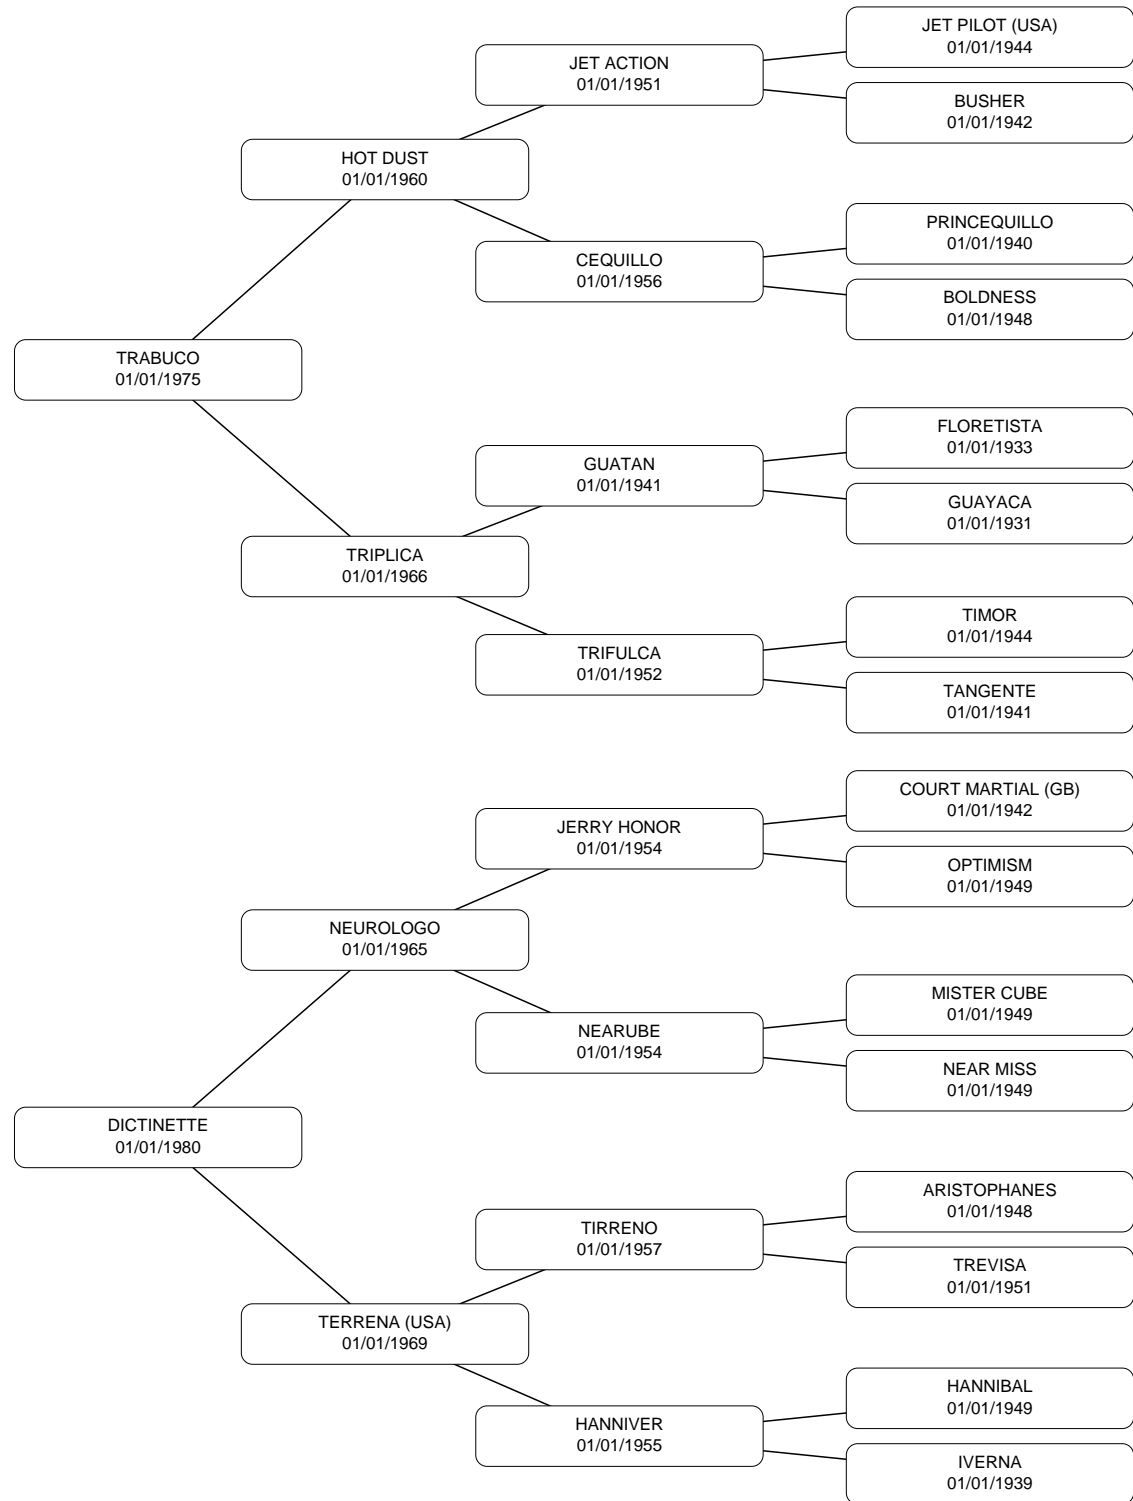 JET PILOT (USA)
01/01/1944
JET ACTION
01/01/1951
BUSHER
01/01/1942
HOT DUST
01/01/1960
PRINCEQUILLO
01/01/1940
CEQUILLO
01/01/1956
BOLDNESS
01/01/1948
TRABUCO
01/01/1975
FLORETISTA
01/01/1933
GUATAN
01/01/1941
GUAYACA
01/01/1931
TRIPLICA
01/01/1966
TIMOR
01/01/1944
TRIFULCA
01/01/1952
TANGENTE
01/01/1941
COURT MARTIAL (GB)
01/01/1942
JERRY HONOR
01/01/1954
OPTIMISM
01/01/1949
NEUROLOGO
01/01/1965
MISTER CUBE
01/01/1949
NEARUBE
01/01/1954
NEAR MISS
01/01/1949
DICTINETTE
01/01/1980
ARISTOPHANES
01/01/1948
TIRRENO
01/01/1957
TREVISA
01/01/1951
TERRENA (USA)
01/01/1969
HANNIBAL
01/01/1949
HANNIVER
01/01/1955
IVERNA
01/01/1939